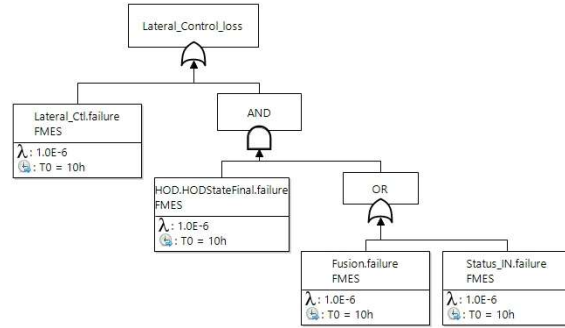 Lateral_Control_loss
Lateral_Ctl.failure
FMES
λ: 1.0E-6
: T0 = 10h
AND
HOD.HODStateFinal.failure
FMES
λ: 1.0E-6
: T0 = 10h
OR
Fusion.failure
FMES
λ: 1.0E-6
: T0 = 10h
Status_IN.failure
FMES
λ: 1.0E-6
: T0 = 10h